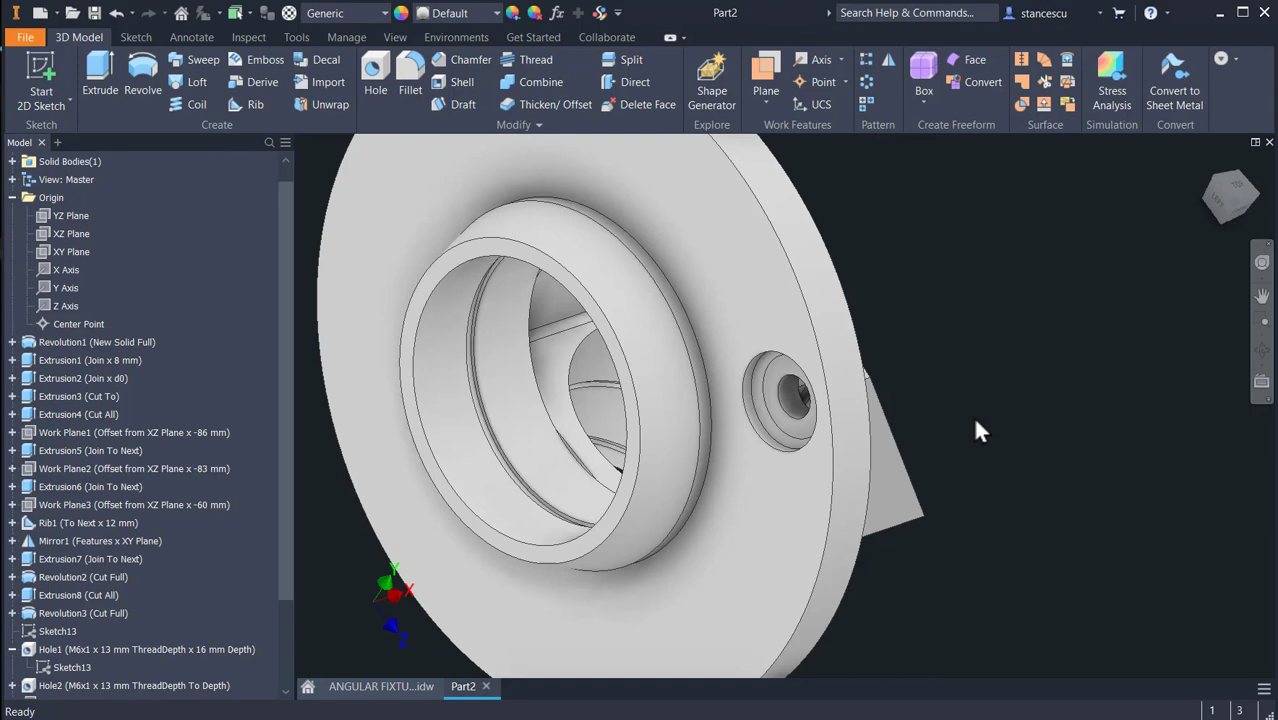 Generic
Default
Part2
Search Help & Commands...
stancescu
File
3D Model
Sketch
Annotate
Inspect
Tools
Manage
View
Environments
Get Started
Collaborate
Start
2D Sketch
Extrude
Revolve
Sweep
Emboss
Decal
Loft
Derive
Import
Coil
Rib
Unwrap
Hole
Fillet
Chamfer
Thread
Split
Shell
Combine
Direct
Draft
Thicken/ Offset
Delete Face
Shape
Generator
Plane
Axis
Point
UCS
Box
Face
Convert
Stress
Analysis
Convert to
Sheet Metal
Sketch
Create
Modify
Explore
Work Features
Pattern
Create Freeform
Surface
Simulation
Convert
Model
Solid Bodies(1)
View: Master
Origin
YZ Plane
XZ Plane
XY Plane
X Axis
Y Axis
Z Axis
Center Point
Revolution1 (New Solid Full)
Extrusion1 (Join x 8 mm)
Extrusion2 (Join x d0)
Extrusion3 (Cut To)
Extrusion4 (Cut All)
Work Plane1 (Offset from XZ Plane x -86 mm)
Extrusion5 (Join To Next)
Work Plane2 (Offset from XZ Plane x -83 mm)
Extrusion6 (Join To Next)
Work Plane3 (Offset from XZ Plane x -60 mm)
Rib1 (To Next x 12 mm)
Mirror1 (Features x XY Plane)
Extrusion7 (Join To Next)
Revolution2 (Cut Full)
Extrusion8 (Cut All)
Revolution3 (Cut Full)
Sketch13
Hole1 (M6x1 x 13 mm ThreadDepth x 16 mm Depth)
Sketch13
Hole2 (M6x1 x 13 mm ThreadDepth To Depth)
Y
X
Z
ANGULAR FIXTU...idw
Part2
Ready
1
3